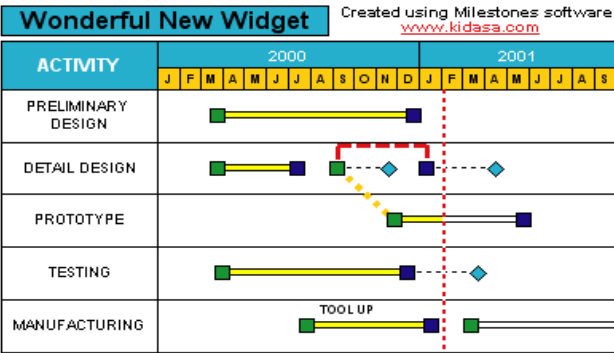 Wonderful New Widget
Created using Milestones software
www.kidasa.com
ACTIVITY
2000 2001
J F M A M J J A S O N D J F M A M J J A S
PRELIMINARY
DESIGN
DETAIL DESIGN
PROTOTYPE
TESTING
TOOL UP
MANUFACTURING